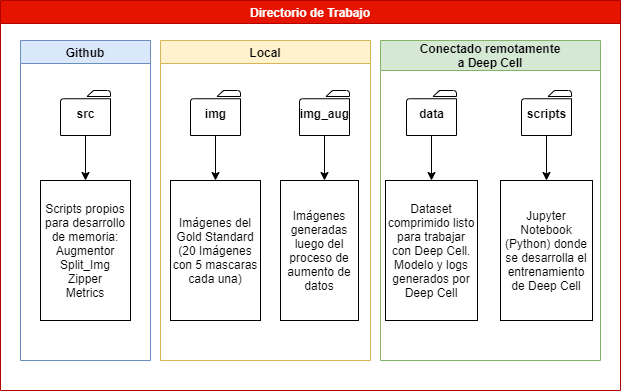 Directorio de Trabajo
Github
src
Scripts propios
para desarrollo
de memoria:
Augmentor
Split_Img
Zipper
Metrics
Local
img
Imágenes del
Gold Standard
(20 Imágenes
con 5 mascaras
cada una)
img_aug
Imágenes
generadas
luego del
proceso de
aumento de
datos
Conectado remotamente
a Deep Cell
data
Dataset
comprimido listo
para trabajar
con Deep Cell.
Modelo y logs
generados por
Deep Cell
scripts
Jupyter
Notebook
(Python) donde
se desarrolla el
entrenamiento
de Deep Cell